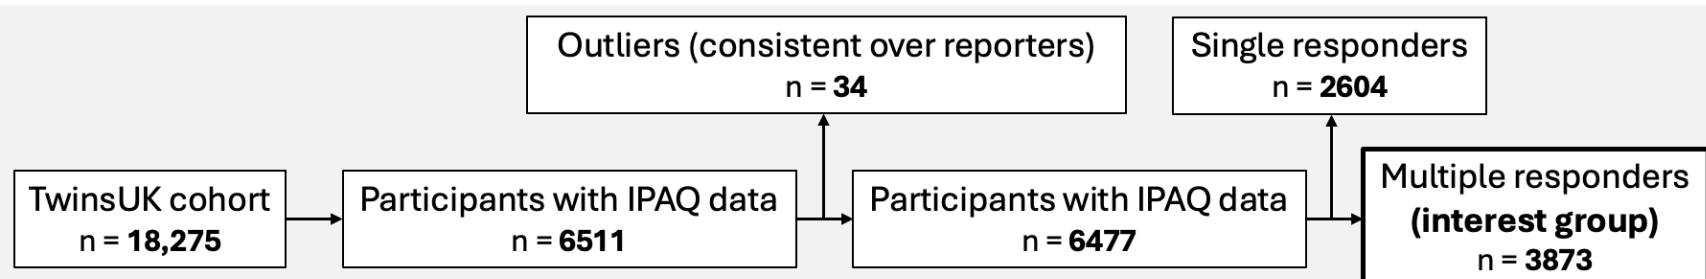 Outliers (consistent over reporters)
n = 34
Single responders
n = 2604
TwinsUK cohort
n = 18,275
Participants with IPAQ data
n = 6511
Participants with IPAQ data
n = 6477
Multiple responders
(interest group)
n = 3873